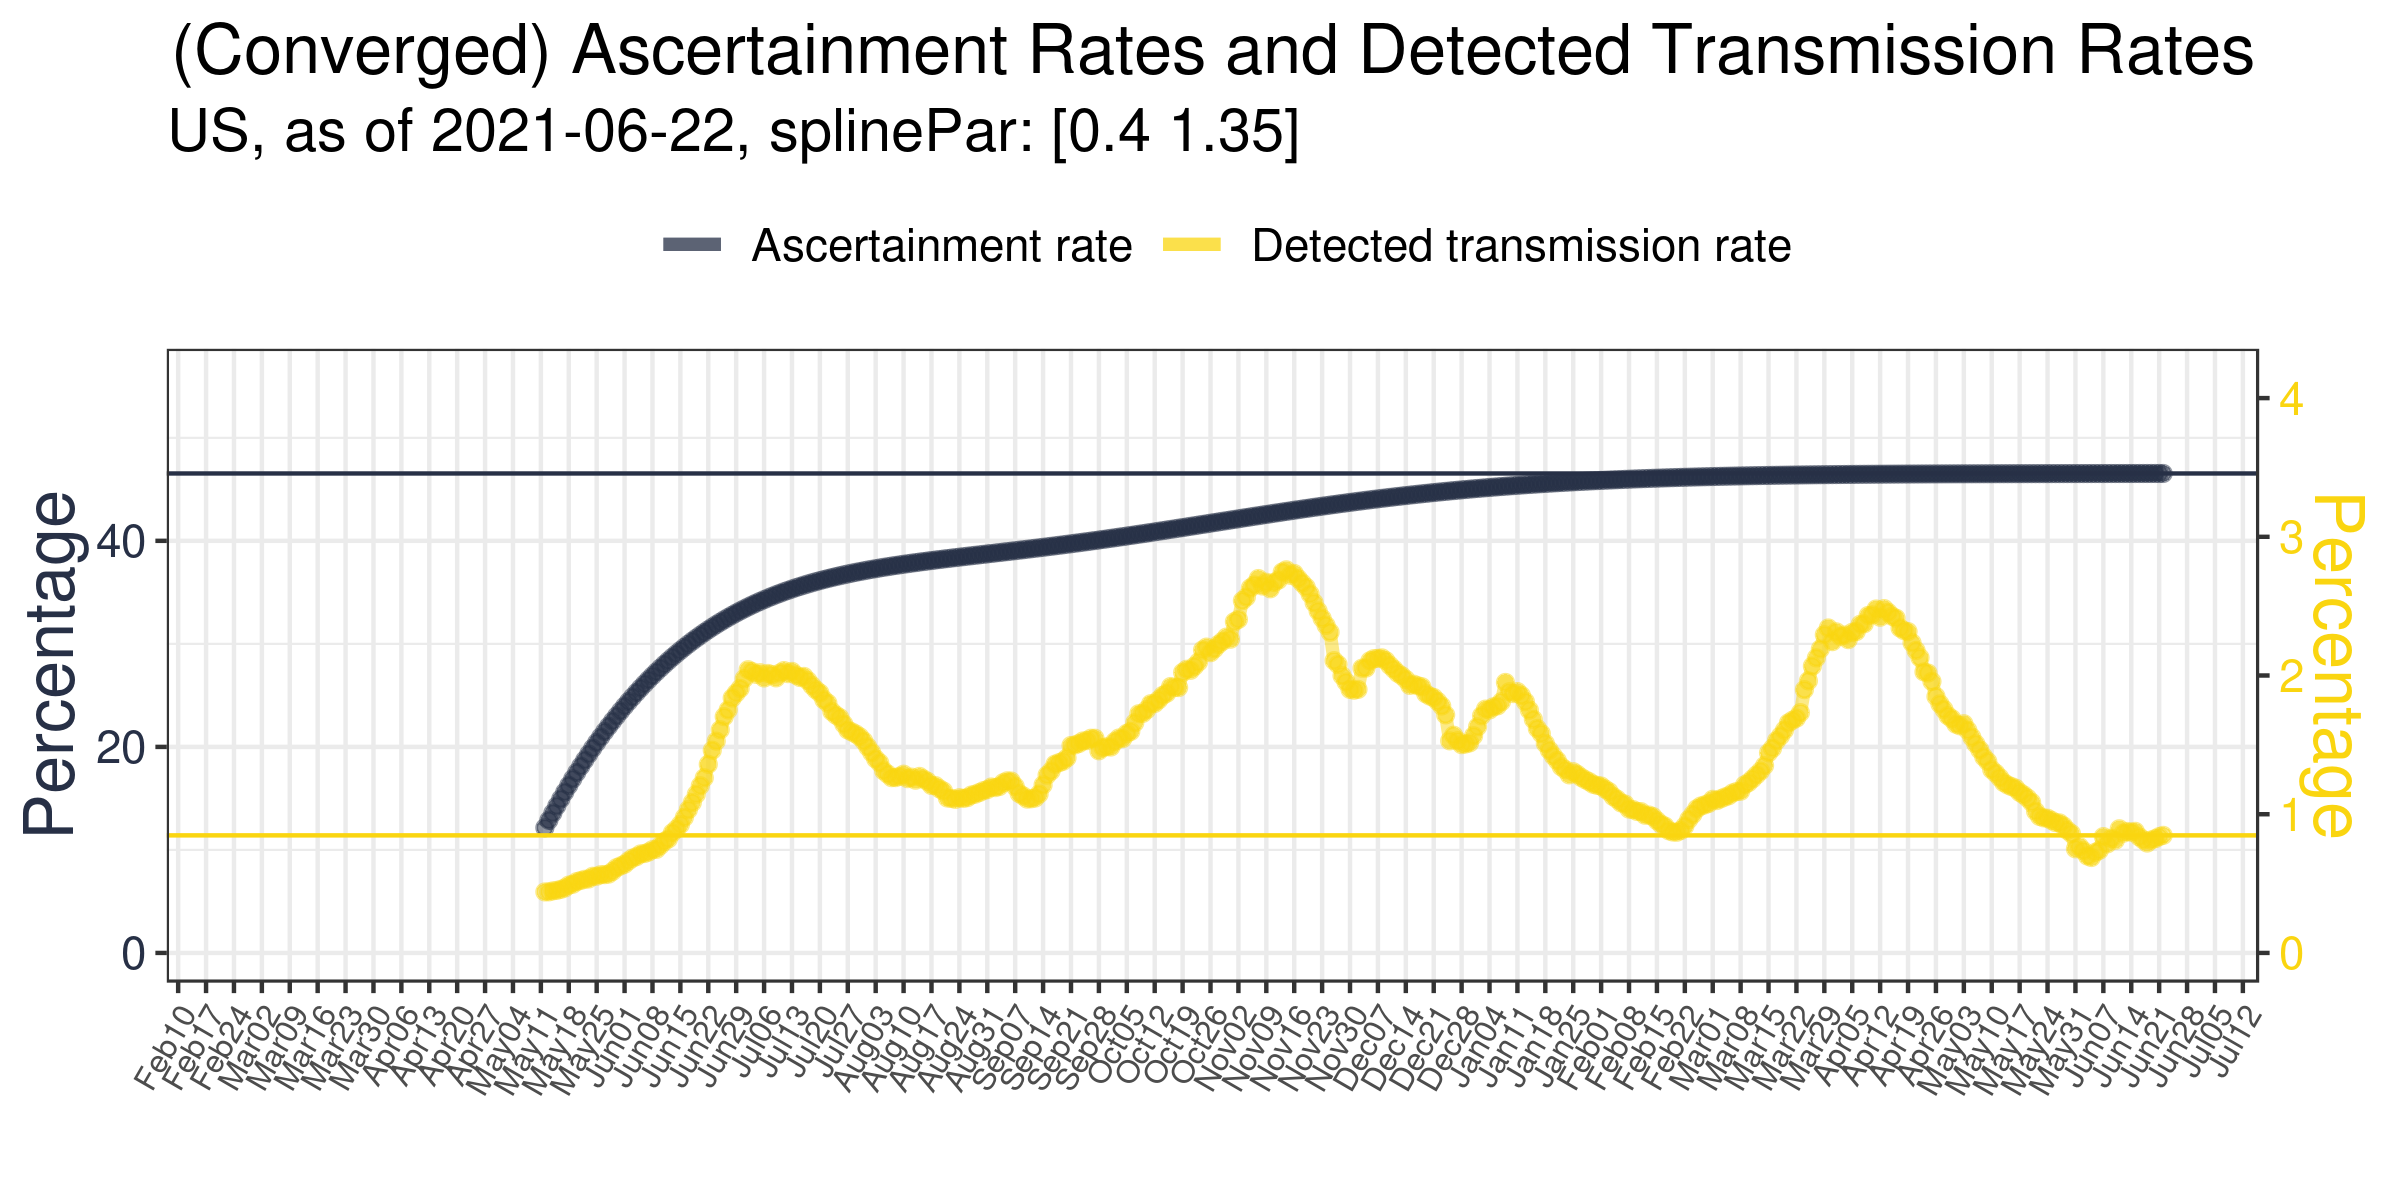 (Converged) Ascertainment Rates and Detected Transmission Rates
US, as of 2021-06-22, splinePar: [0.4 1.35]
Ascertainment rate
Detected transmission rate
Percentage
40
20
0
4
3
2
1
0
Percentage
Feb10
Feb17
Feb24
Mar02
Mar09
Mar16
Mar23
Mar30
Apr06
Apr13
Apr20
Apr27
May04
May11
May18
May25
Jun01
Jun08
Jun15
Jun22
Jun29
Jul06
Jul13
Jul20
Jul27
Aug03
Aug10
Aug17
Aug24
Aug31
Sep07
Sep14
Sep21
Sep28
Oct05
Oct12
Oct19
Oct26
Nov02
Nov09
Nov16
Nov23
Nov30
Dec07
Dec14
Dec21
Dec28
Jan04
Jan11
Jan18
Jan25
Feb01
Feb08
Feb15
Feb22
Mar01
Mar08
Mar15
Mar22
Mar29
Apr05
Apr12
Apr19
Apr26
May03
May10
May17
May24
May31
Jun07
Jun14
Jun21
Jun28
Jul05
Jul12